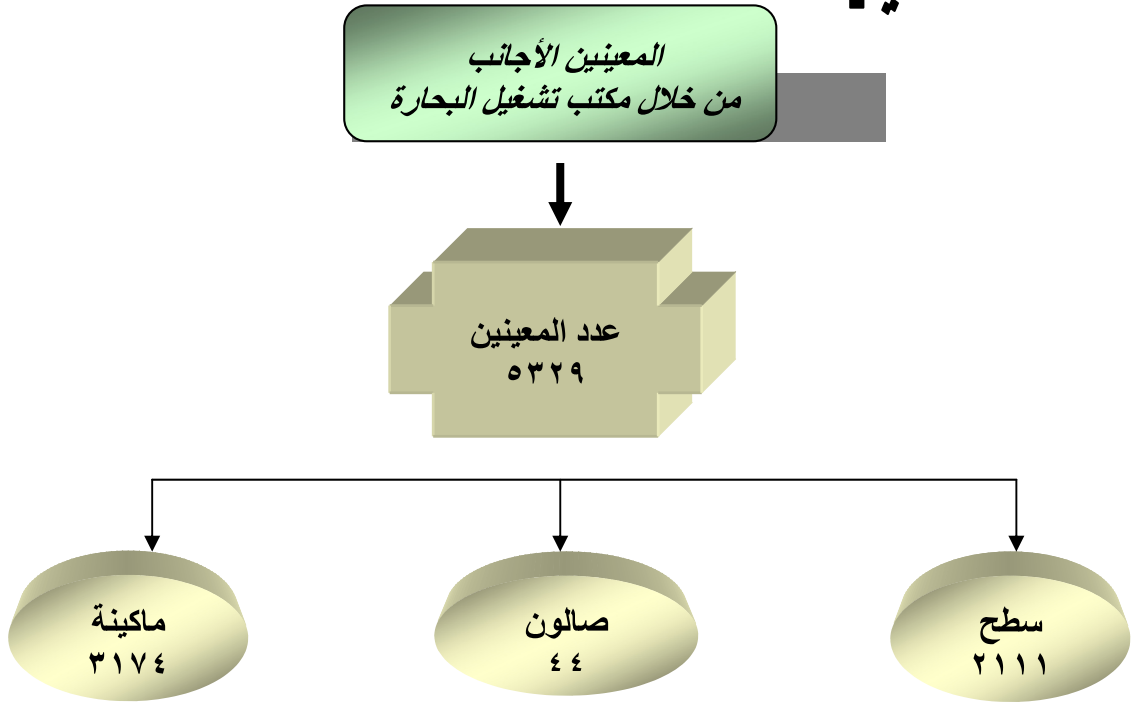 المعينين الأجانب
من خلال مكتب تشغيل البحارة
عدد المعينين
٥٣٢٩
سطح
٢١١١
صالون
٤٤
ماكينة
٣١٧٤